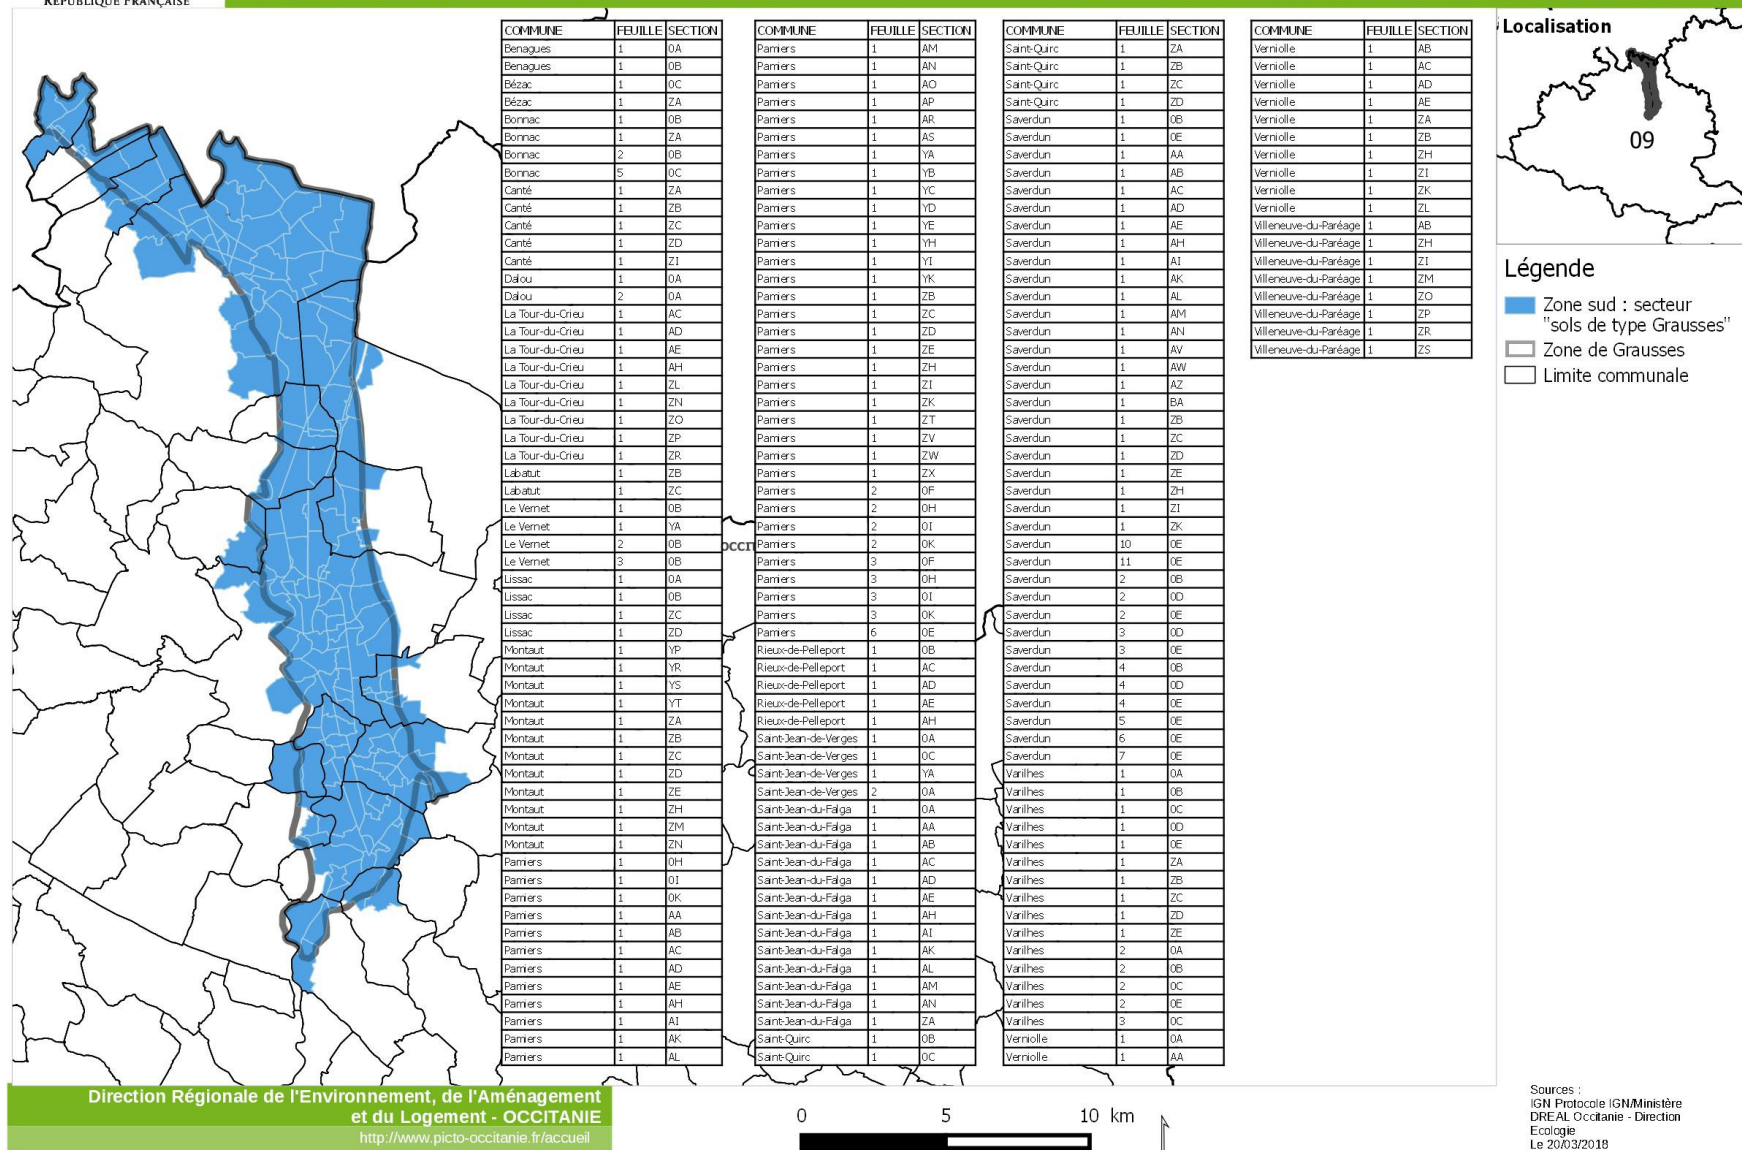 RÉPUBLIQUE FRANÇAISE
COMMUNE FEUILLE SECTION
Benagues 1 0A
Benagues 1 0B
Bézac 1 0C
Bézac 1 ZA
Bonnac 1 0B
Bonnac 1 ZA
Bonnac 2 0B
Bonnac 5 0C
Canté 1 ZA
Canté 1 ZB
Canté 1 ZC
Canté 1 ZD
Canté 1 ZI
Dalou 1 0A
Dalou 2 0A
La Tour-du-Crieu 1 AC
La Tour-du-Crieu 1 AD
La Tour-du-Crieu 1 AE
La Tour-du-Crieu 1 AH
La Tour-du-Crieu 1 ZL
La Tour-du-Crieu 1 ZN
La Tour-du-Crieu 1 ZO
La Tour-du-Crieu 1 ZP
La Tour-du-Crieu 1 ZR
Labatut 1 ZB
Labatut 1 ZC
Le Vernet 1 0B
Le Vernet 1 YA
Le Vernet 2 0B
Le Vernet 3 0B
Lissac 1 0A
Lissac 1 0B
Lissac 1 ZC
Lissac 1 ZD
Montaut 1 YP
Montaut 1 YR
Montaut 1 YS
Montaut 1 YT
Montaut 1 ZA
Montaut 1 ZB
Montaut 1 ZC
Montaut 1 ZD
Montaut 1 ZE
Montaut 1 ZH
Montaut 1 ZM
Montaut 1 ZN
Pamiers 1 0H
Pamiers 1 0I
Pamiers 1 0K
Pamiers 1 AA
Pamiers 1 AB
Pamiers 1 AC
Pamiers 1 AD
Pamiers 1 AE
Pamiers 1 AH
Pamiers 1 AI
Pamiers 1 AK
Pamiers 1 AL
COMMUNE FEUILLE SECTION
Pamiers 1 AM
Pamiers 1 AN
Pamiers 1 AO
Pamiers 1 AP
Pamiers 1 AR
Pamiers 1 AS
Pamiers 1 YA
Pamiers 1 YB
Pamiers 1 YC
Pamiers 1 YD
Pamiers 1 YE
Pamiers 1 YH
Pamiers 1 YI
Pamiers 1 YK
Pamiers 1 ZB
Pamiers 1 ZC
Pamiers 1 ZD
Pamiers 1 ZE
Pamiers 1 ZH
Pamiers 1 ZI
Pamiers 1 ZK
Pamiers 1 ZT
Pamiers 1 ZV
Pamiers 1 ZW
Pamiers 1 ZX
Pamiers 2 0F
Pamiers 2 0H
Pamiers 2 0I
Pamiers 2 0K
Pamiers 3 0F
Pamiers 3 0H
Pamiers 3 0I
Pamiers 3 0K
Pamiers 6 0E
Rieux-de-Pelleport 1 0B
Rieux-de-Pelleport 1 AC
Rieux-de-Pelleport 1 AD
Rieux-de-Pelleport 1 AE
Rieux-de-Pelleport 1 AH
Saint-Jean-de-Verges 1 0A
Saint-Jean-de-Verges 1 0C
Saint-Jean-de-Verges 1 YA
Saint-Jean-de-Verges 2 0A
Saint-Jean-du-Falga 1 0A
Saint-Jean-du-Falga 1 AA
Saint-Jean-du-Falga 1 AB
Saint-Jean-du-Falga 1 AC
Saint-Jean-du-Falga 1 AD
Saint-Jean-du-Falga 1 AE
Saint-Jean-du-Falga 1 AH
Saint-Jean-du-Falga 1 AI
Saint-Jean-du-Falga 1 AK
Saint-Jean-du-Falga 1 AL
Saint-Jean-du-Falga 1 AM
Saint-Jean-du-Falga 1 AN
Saint-Jean-du-Falga 1 ZA
Saint-Quirc 1 0B
Saint-Quirc 1 0C
COMMUNE FEUILLE SECTION
Saint-Quirc 1 ZA
Saint-Quirc 1 ZB
Saint-Quirc 1 ZC
Saint-Quirc 1 ZD
Saverdun 1 0B
Saverdun 1 0E
Saverdun 1 AA
Saverdun 1 AB
Saverdun 1 AC
Saverdun 1 AD
Saverdun 1 AE
Saverdun 1 AH
Saverdun 1 AI
Saverdun 1 AK
Saverdun 1 AL
Saverdun 1 AM
Saverdun 1 AN
Saverdun 1 AV
Saverdun 1 AW
Saverdun 1 AZ
Saverdun 1 BA
Saverdun 1 ZB
Saverdun 1 ZC
Saverdun 1 ZD
Saverdun 1 ZE
Saverdun 1 ZH
Saverdun 1 ZI
Saverdun 1 ZK
Saverdun 10 0E
Saverdun 11 0E
Saverdun 2 0B
Saverdun 2 0D
Saverdun 2 0E
Saverdun 3 0D
Saverdun 3 0E
Saverdun 4 0B
Saverdun 4 0D
Saverdun 4 0E
Saverdun 5 0E
Saverdun 6 0E
Saverdun 7 0E
Varilhes 1 0A
Varilhes 1 0B
Varilhes 1 0C
Varilhes 1 0D
Varilhes 1 0E
Varilhes 1 ZA
Varilhes 1 ZB
Varilhes 1 ZC
Varilhes 1 ZD
Varilhes 1 ZE
Varilhes 2 0A
Varilhes 2 0B
Varilhes 2 0C
Varilhes 2 0E
Varilhes 3 0C
Verniolle 1 0A
Verniolle 1 AA
COMMUNE FEUILLE SECTION
Verniolle 1 AB
Verniolle 1 AC
Verniolle 1 AD
Verniolle 1 AE
Verniolle 1 ZA
Verniolle 1 ZB
Verniolle 1 ZH
Verniolle 1 ZI
Verniolle 1 ZK
Verniolle 1 ZL
Villeneuve-du-Paréage 1 AB
Villeneuve-du-Paréage 1 ZH
Villeneuve-du-Paréage 1 ZI
Villeneuve-du-Paréage 1 ZM
Villeneuve-du-Paréage 1 ZO
Villeneuve-du-Paréage 1 ZP
Villeneuve-du-Paréage 1 ZR
Villeneuve-du-Paréage 1 ZS
Localisation
09
Légende
Zone sud : secteur
"sols de type Grausses"
Zone de Grausses
Limite communale
Direction Régionale de l'Environnement, de l'Aménagement
et du Logement - OCCITANIE
http://www.picto-occitanie.fr/accueil
0 5 10 km
Sources :
IGN Protocole IGN/Ministère
DREAL Occitanie - Direction
Ecologie
Le 20/03/2018